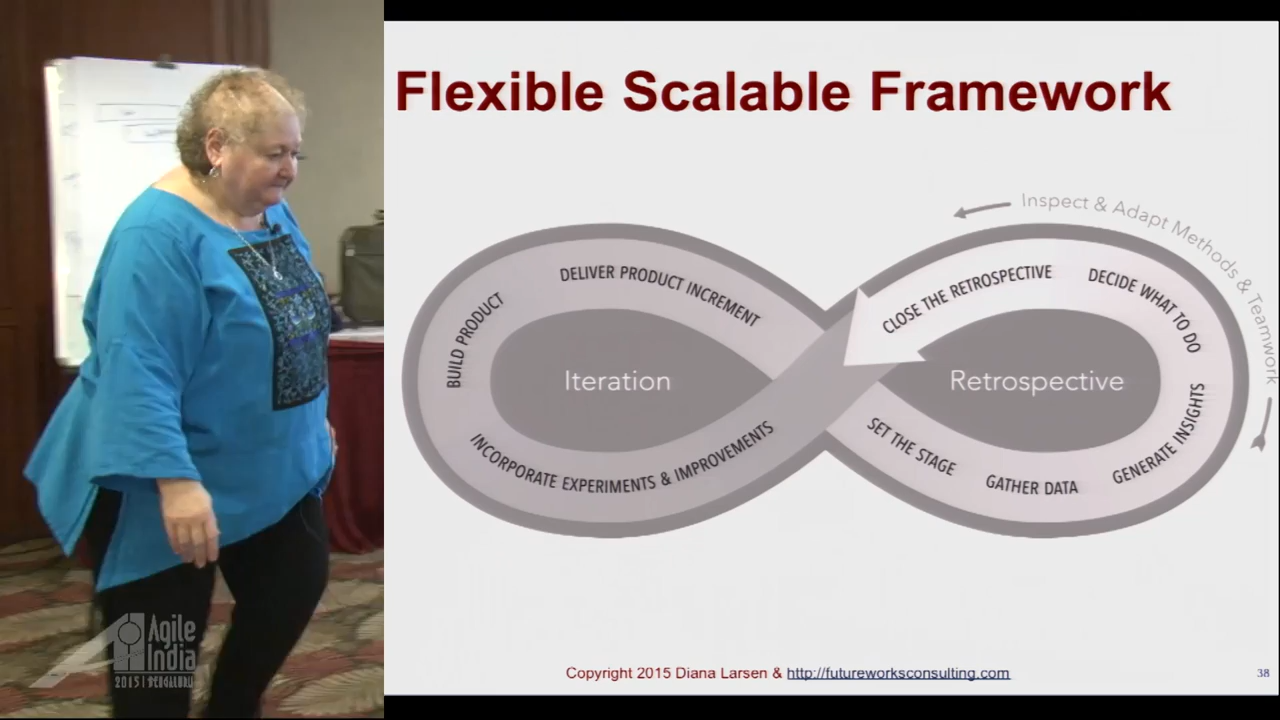 Flexible Scalable Framework
Inspect & Adapt Methods & Teamwork
DELIVER PRODUCT INCREMENT
BUILD PRODUCT
INCORPORATE EXPERIMENTS & IMPROVEMENTS
Iteration
CLOSE THE RETROSPECTIVE
DECIDE WHAT TO DO
Retrospective
SET THE STAGE
GATHER DATA
GENERATE INSIGHTS
Agile
India
2015 | BENGALURU
Copyright 2015 Diana Larsen & http://futureworksconsulting.com
38